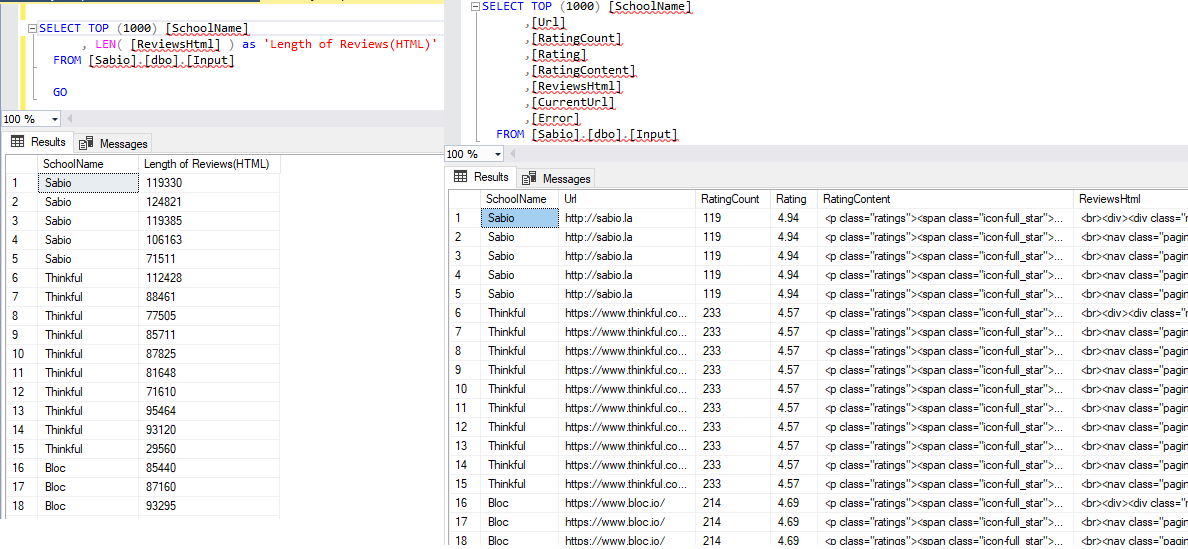 SELECT TOP (1000) [SchoolName]
, LEN( [ReviewsHtml] ) as 'Length of Reviews(HTML)'
FROM [Sabio].[dbo].[Input]
GO
100 %
Results Messages
SchoolName Length of Reviews(HTML)
1 Sabio 119330
2 Sabio 124821
3 Sabio 119385
4 Sabio 106163
5 Sabio 71511
6 Thinkful 112428
7 Thinkful 88461
8 Thinkful 77505
9 Thinkful 85711
10 Thinkful 87825
11 Thinkful 81648
12 Thinkful 71610
13 Thinkful 95464
14 Thinkful 93120
15 Thinkful 29560
16 Bloc 85440
17 Bloc 87160
18 Bloc 93295
SELECT TOP (1000) [SchoolName]
,[Url]
,[RatingCount]
,[Rating]
,[RatingContent]
,[ReviewsHtml]
,[CurrentUrl]
,[Error]
FROM [Sabio].[dbo].[Input]
100 %
Results Messages
SchoolName Url RatingCount Rating RatingContent ReviewsHtml
1 Sabio http://sabio.la 119 4.94 <p class="ratings"><span class="icon-full_star">... <br><div><div class="r
2 Sabio http://sabio.la 119 4.94 <p class="ratings"><span class="icon-full_star">... <br><nav class="pagin
3 Sabio http://sabio.la 119 4.94 <p class="ratings"><span class="icon-full_star">... <br><nav class="pagin
4 Sabio http://sabio.la 119 4.94 <p class="ratings"><span class="icon-full_star">... <br><nav class="pagin
5 Sabio http://sabio.la 119 4.94 <p class="ratings"><span class="icon-full_star">... <br><nav class="pagin
6 Thinkful https://www.thinkful.co... 233 4.57 <p class="ratings"><span class="icon-full_star">... <br><div><div class="r
7 Thinkful https://www.thinkful.co... 233 4.57 <p class="ratings"><span class="icon-full_star">... <br><nav class="pagin
8 Thinkful https://www.thinkful.co... 233 4.57 <p class="ratings"><span class="icon-full_star">... <br><nav class="pagin
9 Thinkful https://www.thinkful.co... 233 4.57 <p class="ratings"><span class="icon-full_star">... <br><nav class="pagin
10 Thinkful https://www.thinkful.co... 233 4.57 <p class="ratings"><span class="icon-full_star">... <br><nav class="pagin
11 Thinkful https://www.thinkful.co... 233 4.57 <p class="ratings"><span class="icon-full_star">... <br><nav class="pagin
12 Thinkful https://www.thinkful.co... 233 4.57 <p class="ratings"><span class="icon-full_star">... <br><nav class="pagin
13 Thinkful https://www.thinkful.co... 233 4.57 <p class="ratings"><span class="icon-full_star">... <br><nav class="pagin
14 Thinkful https://www.thinkful.co... 233 4.57 <p class="ratings"><span class="icon-full_star">... <br><nav class="pagin
15 Thinkful https://www.thinkful.co... 233 4.57 <p class="ratings"><span class="icon-full_star">... <br><nav class="pagin
16 Bloc https://www.bloc.io/ 214 4.69 <p class="ratings"><span class="icon-full_star">... <br><div><div class="r
17 Bloc https://www.bloc.io/ 214 4.69 <p class="ratings"><span class="icon-full_star">... <br><nav class="pagin
18 Bloc https://www.bloc.io/ 214 4.69 <p class="ratings"><span class="icon-full_star">... <br><nav class="pagin